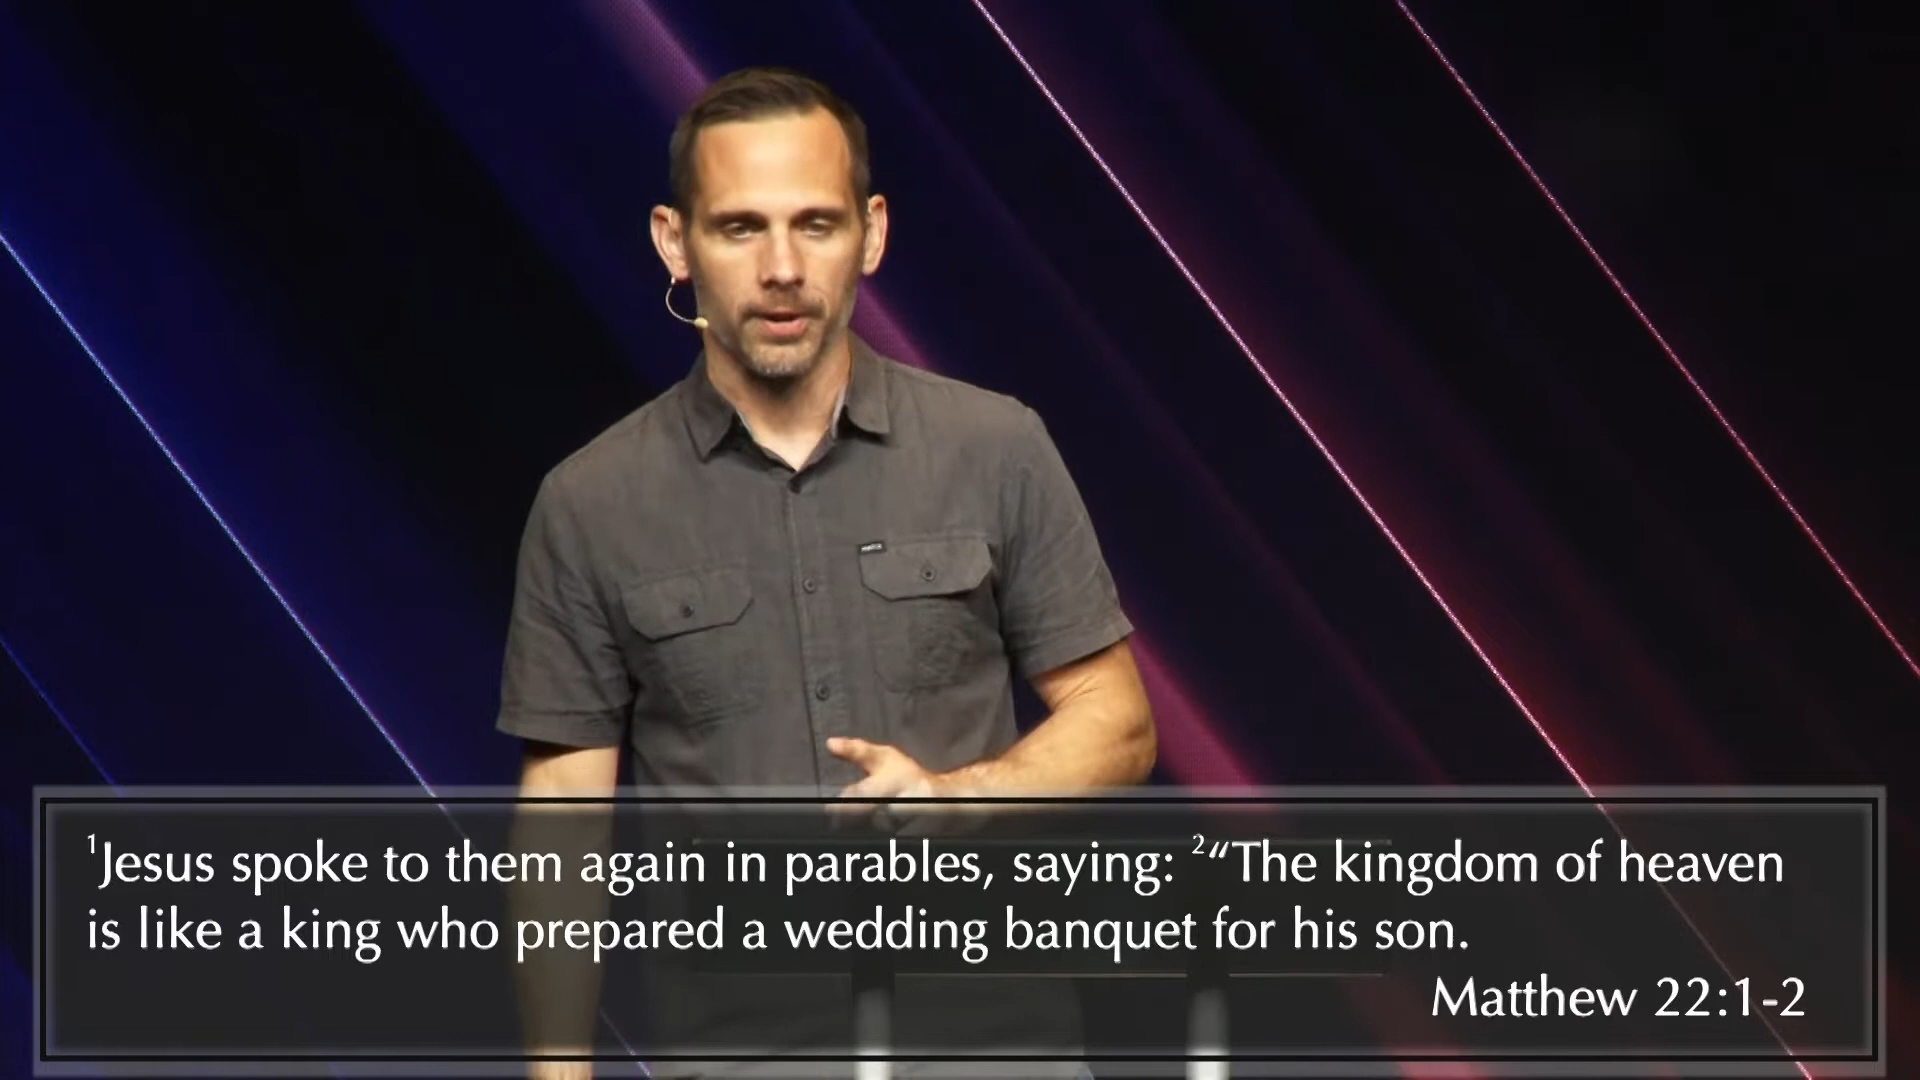 ¹Jesus spoke to them again in parables, saying: ²“The kingdom of heaven
is like a king who prepared a wedding banquet for his son.
Matthew 22:1-2